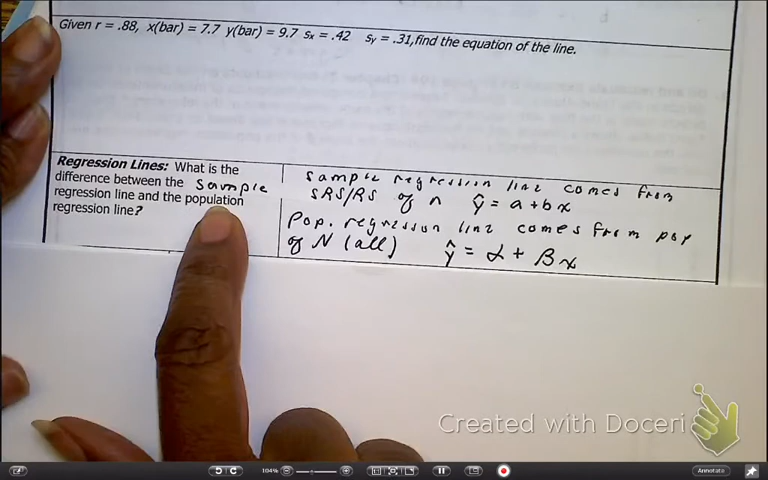 Given r = .88, x(bar) = 7.7 y(bar) = 9.7 sx = .42 sy = .31,find the equation of the line.
Regression Lines: What is the
difference between the sample
regression line and the population
regression line?
sample regression line comes from
SRS/RS of n ŷ = a + bx
Pop. regression line comes from pop
of N (all) ŷ = α + βx
Created with Doceri
104%
Annotate